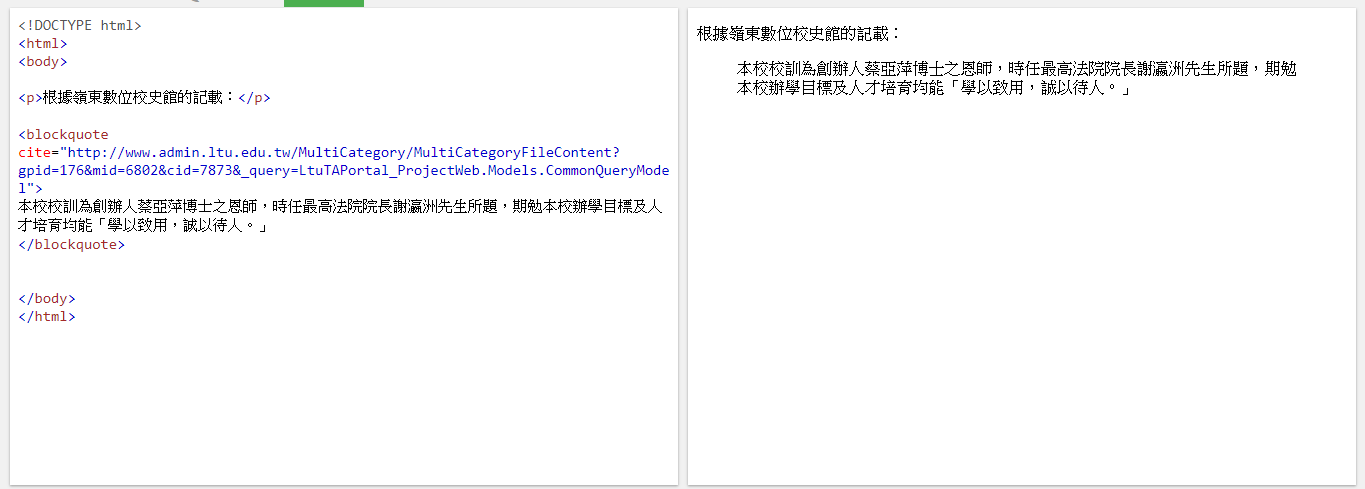 <!DOCTYPE html>
<html>
<body>
<p>根據嶺東數位校史館的記載：</p>
<blockquote
cite="http://www.admin.ltu.edu.tw/MultiCategory/MultiCategoryFileContent?
gpid=176&mid=6802&cid=7873&_query=LtuTAPortal_ProjectWeb.Models.CommonQueryMode
l">
本校校訓為創辦人蔡亞萍博士之恩師，時任最高法院院長謝瀛洲先生所題，期勉本校辦學目標及人
才培育均能「學以致用，誠以待人。」
</blockquote>
</body>
</html>
根據嶺東數位校史館的記載：
本校校訓為創辦人蔡亞萍博士之恩師，時任最高法院院長謝瀛洲先生所題，期勉
本校辦學目標及人才培育均能「學以致用，誠以待人。」